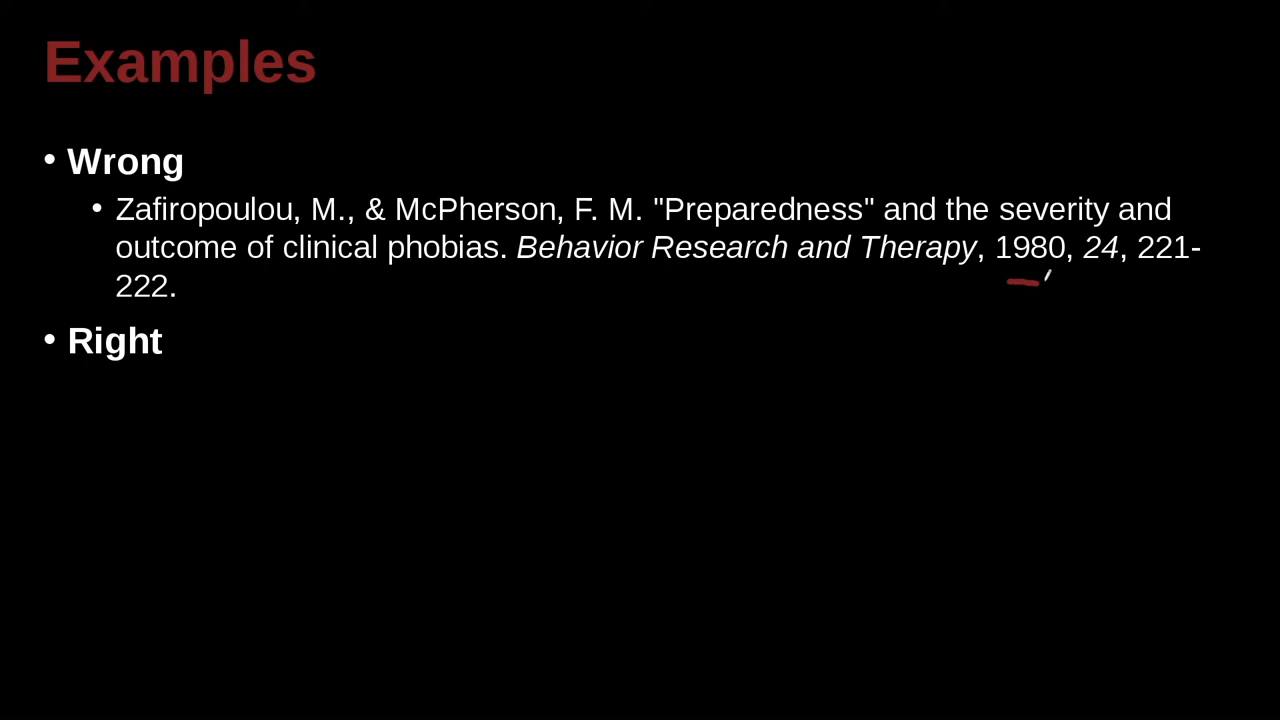 Examples
• Wrong
• Zafiropoulou, M., & McPherson, F. M. "Preparedness" and the severity and
outcome of clinical phobias. Behavior Research and Therapy, 1980, 24, 221-
222.
• Right